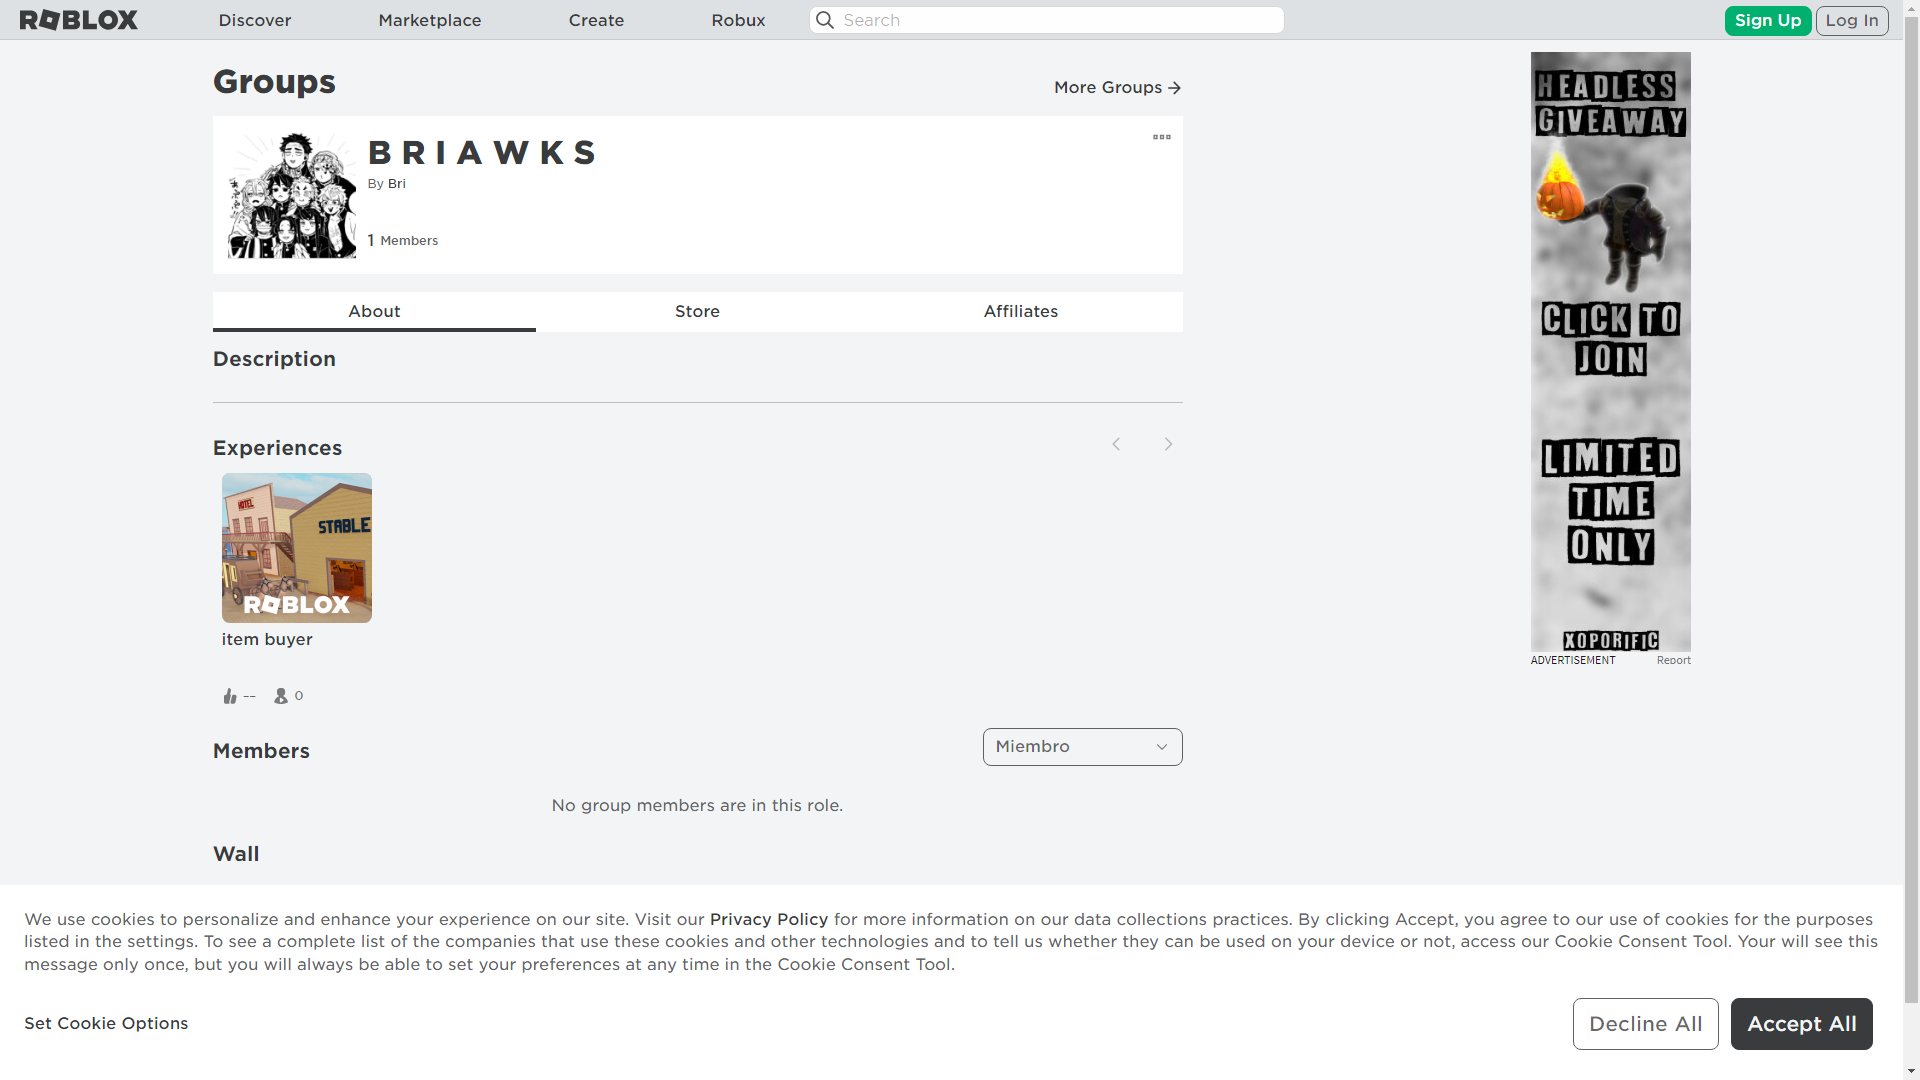 ROBLOX
Discover
Marketplace
Create
Robux
Search
Sign Up
Log In
Groups
More Groups
B R I A W K S
By Bri
1 Members
About
Store
Affiliates
Description
Experiences
HOTEL
STABLE
ROBLOX
item buyer
--
0
Members
Miembro
No group members are in this role.
Wall
HEADLESS
GIVEAWAY
CLICK TO
JOIN
LIMITED
TIME
ONLY
XOPORIFIC
ADVERTISEMENT
Report
We use cookies to personalize and enhance your experience on our site. Visit our Privacy Policy for more information on our data collections practices. By clicking Accept, you agree to our use of cookies for the purposes
listed in the settings. To see a complete list of the companies that use these cookies and other technologies and to tell us whether they can be used on your device or not, access our Cookie Consent Tool. Your will see this
message only once, but you will always be able to set your preferences at any time in the Cookie Consent Tool.
Set Cookie Options
Decline All
Accept All